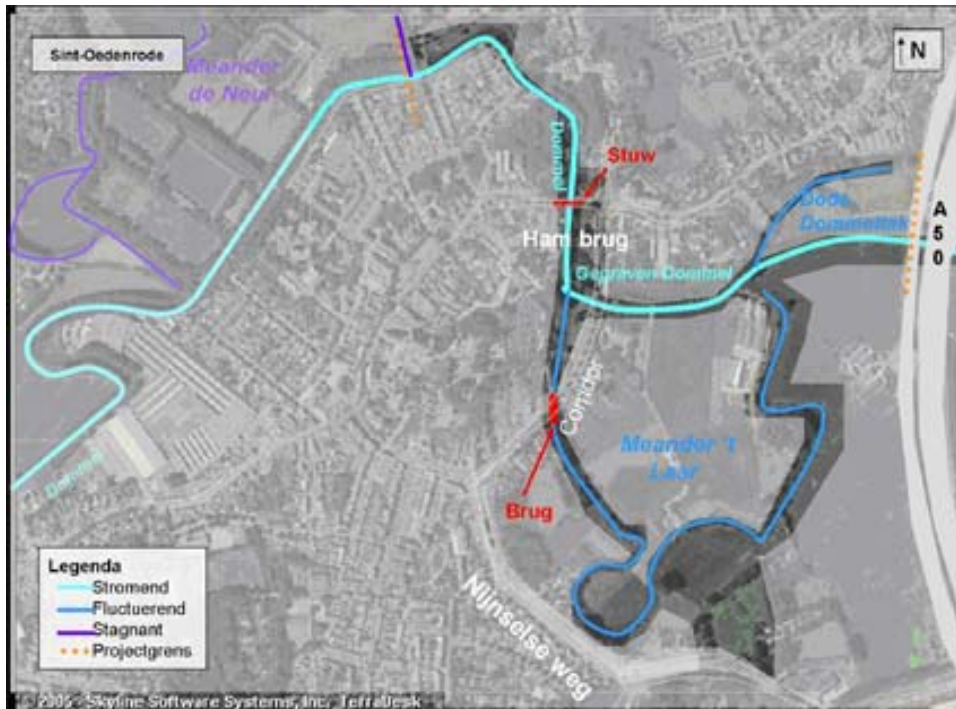 Sint-Oedenrode
Meander
de Neul
N
Stuw
Dommel
Dode
Dommeltak
A
5
0
Ham brug
Gegraven Dommel
Corridor
Meander 't
Laar
Brug
Dommel
Nijnselse weg
Legenda
Stromend
Fluctuerend
Stagnant
Projectgrens
© 2005 - Skyline Software Systems, Inc, TerraDesk